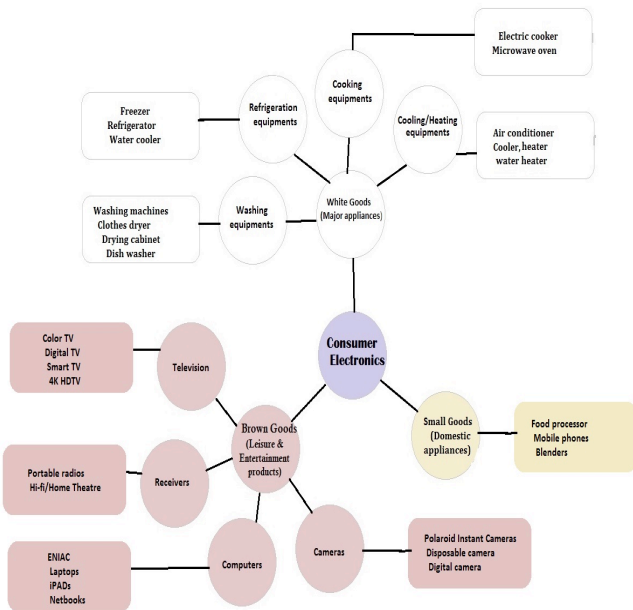 Electric cooker
Microwave oven
Cooking
equipments
Refrigeration
equipments
Freezer
Refrigerator
Water cooler
Cooling/Heating
equipments
Air conditioner
Cooler, heater
water heater
White Goods
(Major appliances)
Washing
equipments
Washing machines
Clothes dryer
Drying cabinet
Dish washer
Consumer
Electronics
Color TV
Digital TV
Smart TV
4K HDTV
Television
Brown Goods
(Leisure &
Entertainment
products)
Small Goods
(Domestic
appliances)
Food processor
Mobile phones
Blenders
Portable radios
Hi-fi/Home Theatre
Receivers
ENIAC
Laptops
iPADs
Netbooks
Computers
Cameras
Polaroid Instant Cameras
Disposable camera
Digital camera